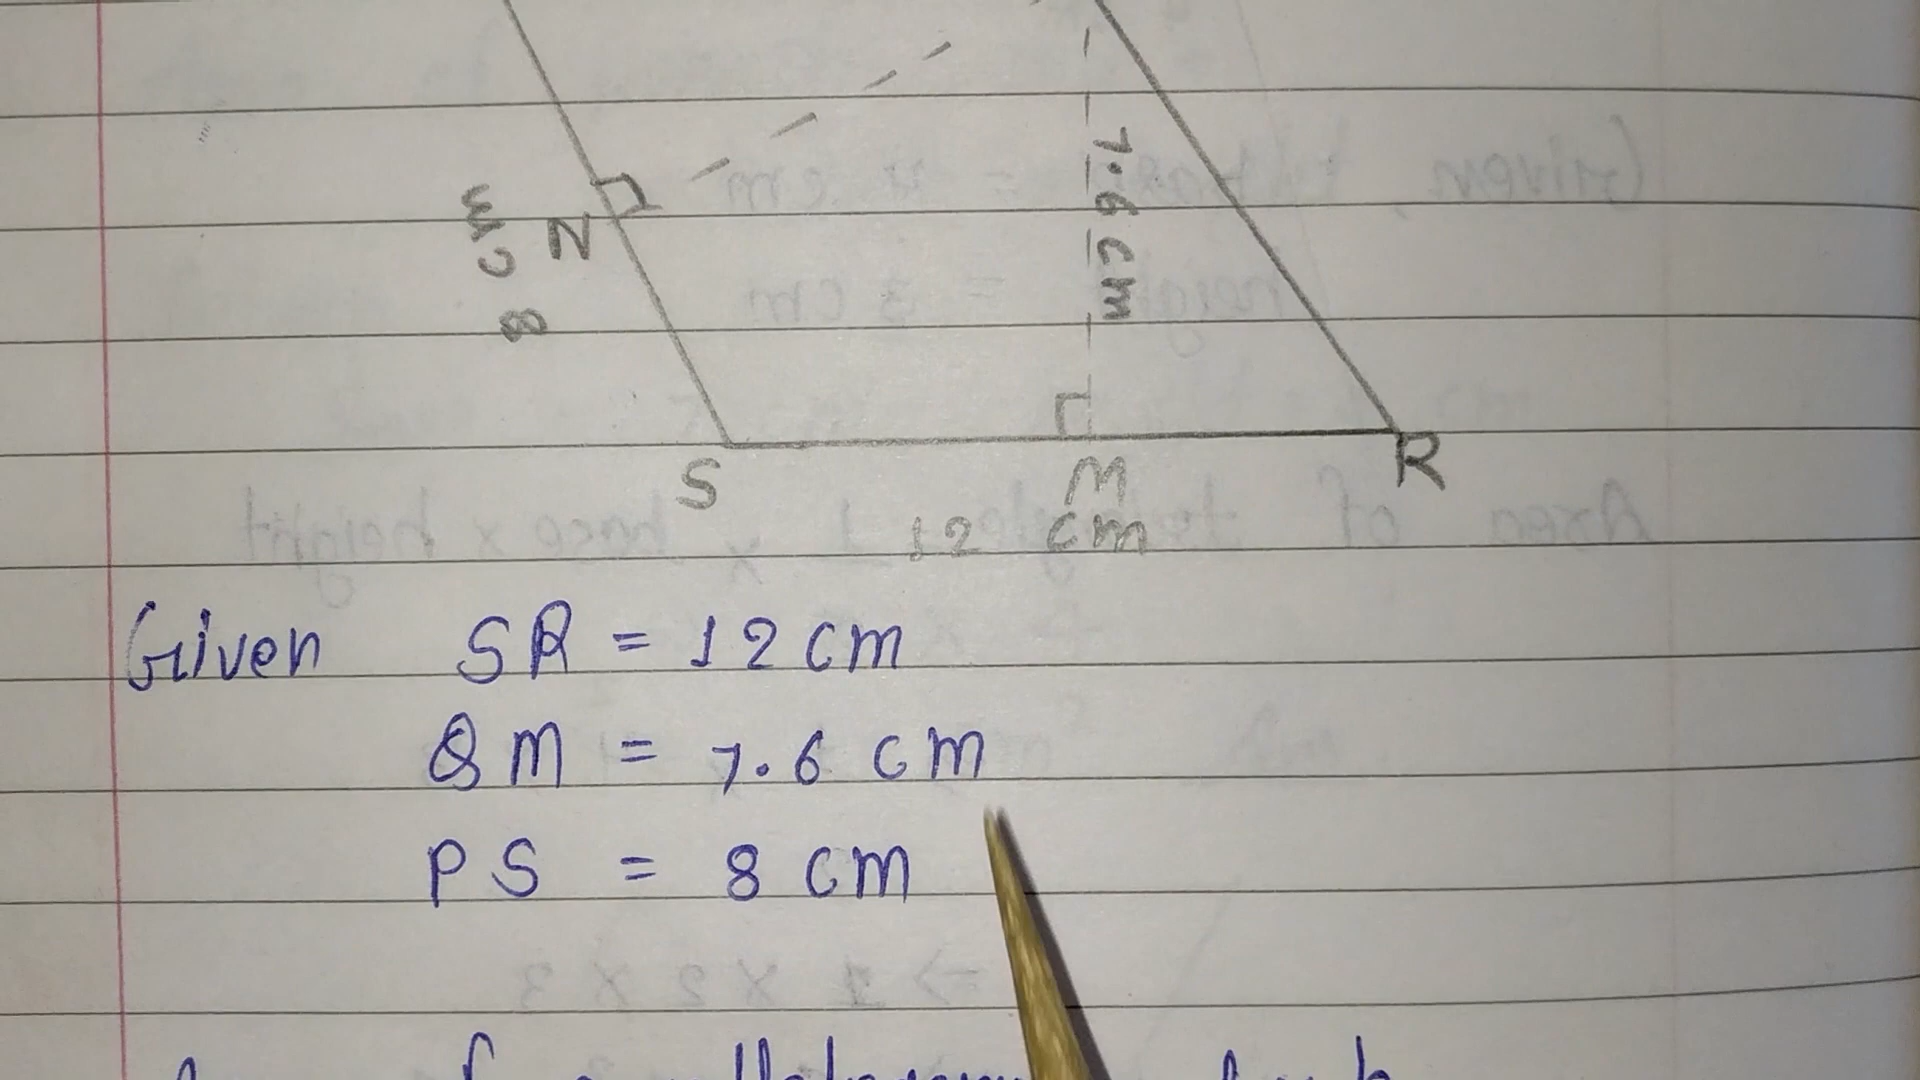 7.6 cm
8 cm
N
S
M
R
12 cm
Given SR = 12 cm
QM = 7.6 cm
PS = 8 cm